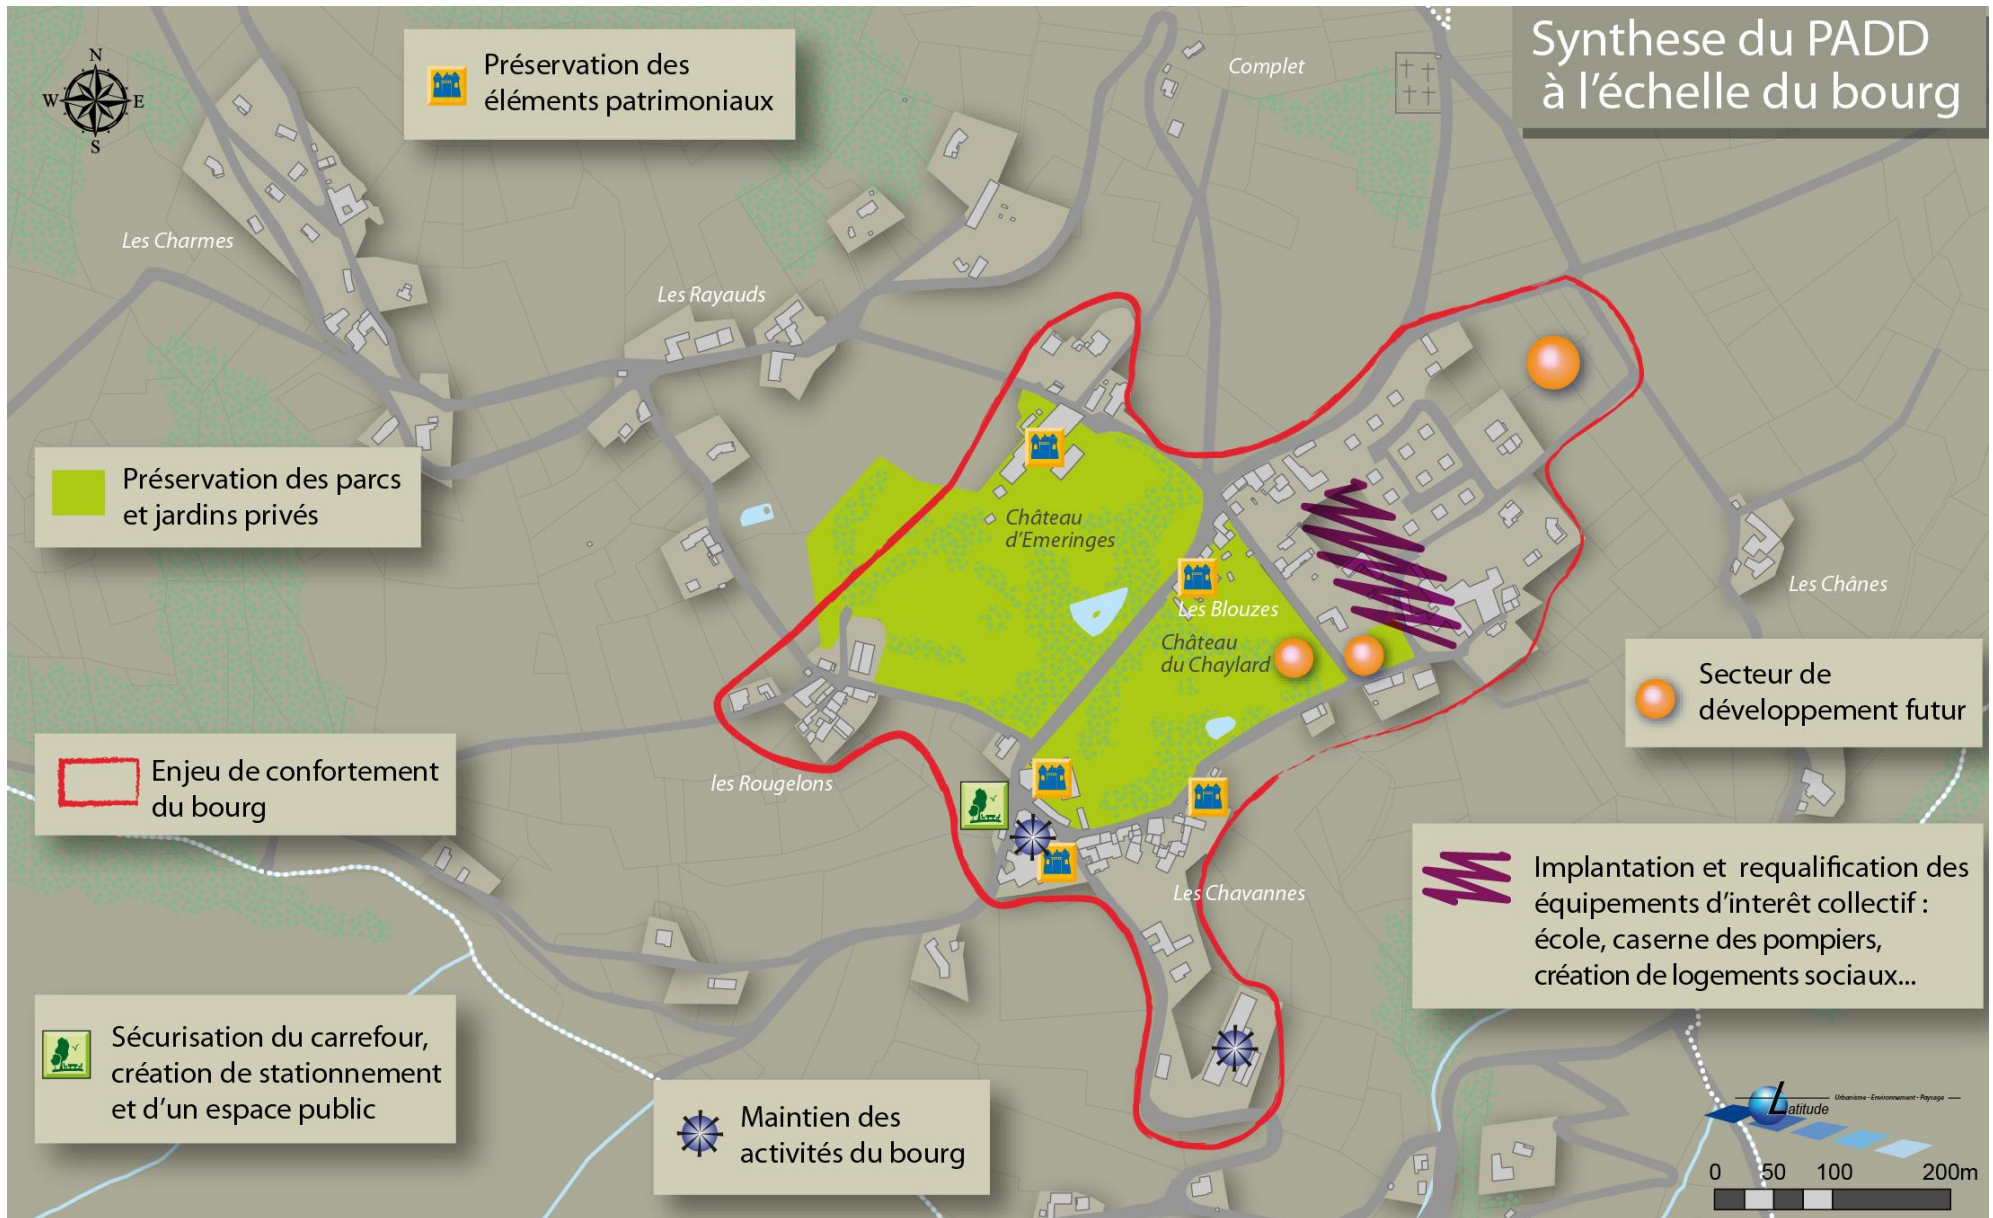 Synthese du PADD
à l'échelle du bourg
N
W
E
S
Préservation des
éléments patrimoniaux
Complet
Les Charmes
Les Rayauds
Préservation des parcs
et jardins privés
Château
d'Emeringes
Les Blouzes
Château
du Chaylard
Les Chânes
Secteur de
développement futur
Enjeu de confortement
du bourg
les Rougelons
Les Chavannes
Implantation et requalification des
équipements d'interêt collectif :
école, caserne des pompiers,
création de logements sociaux...
Sécurisation du carrefour,
création de stationnement
et d'un espace public
Maintien des
activités du bourg
Latitude
Urbanisme - Environnement - Paysage
0 50 100 200m